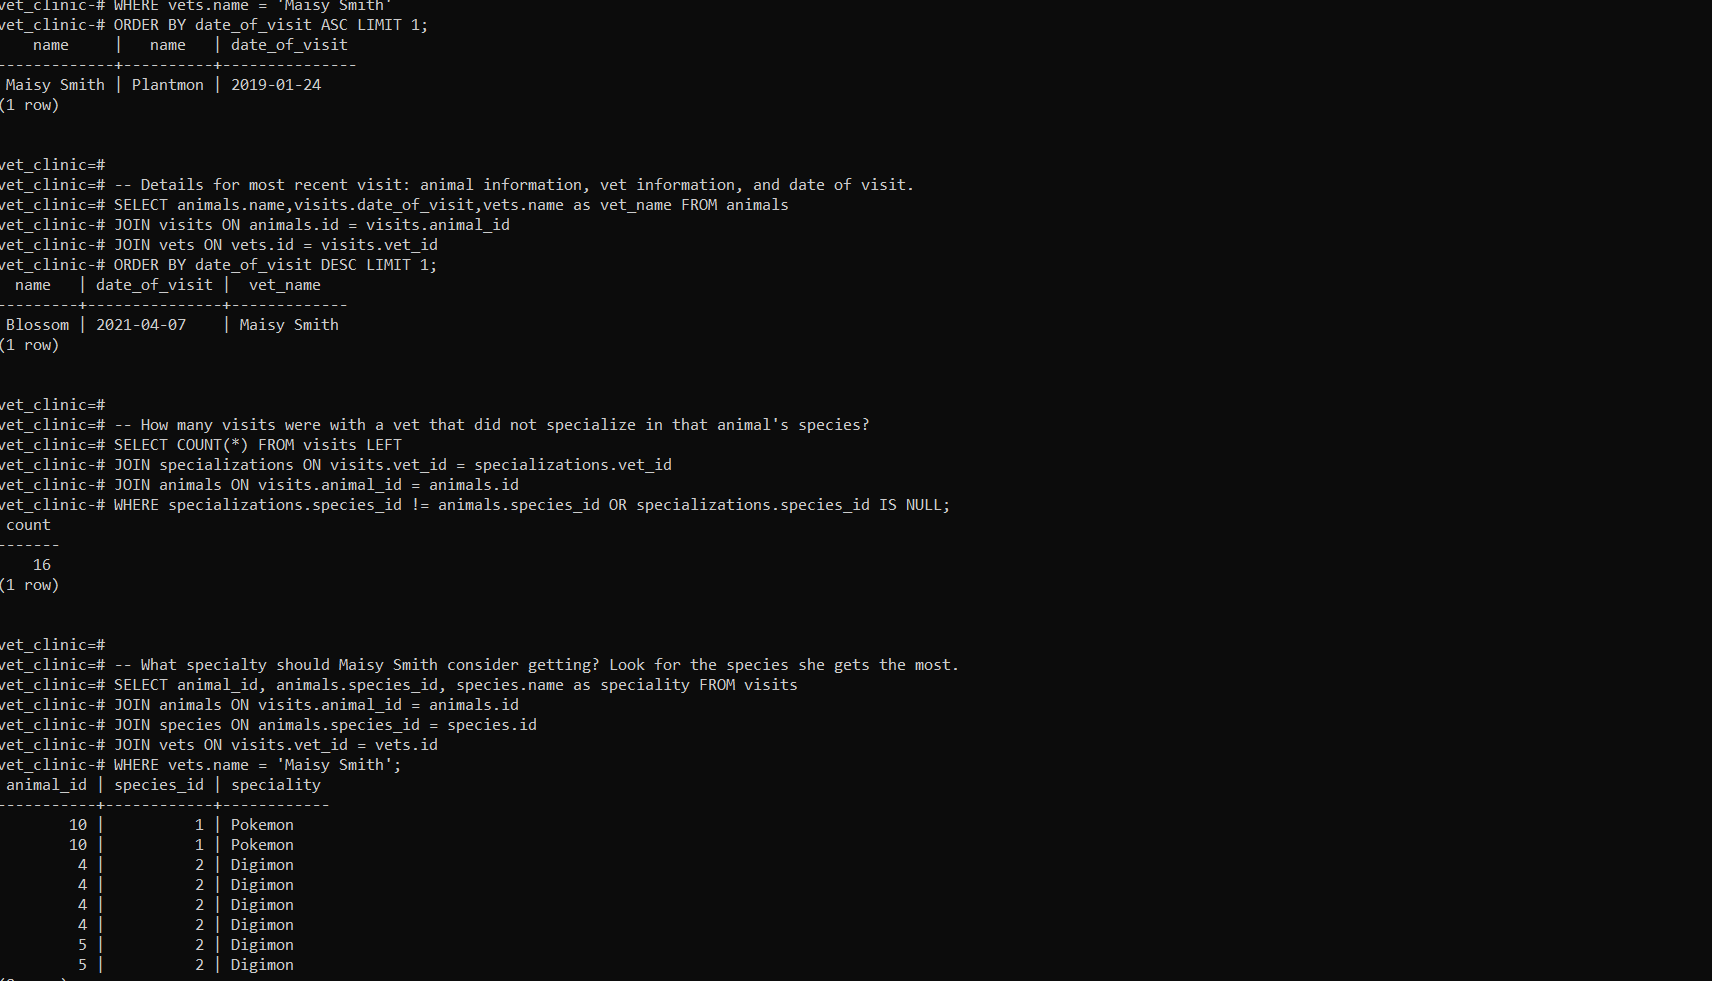 vet_clinic-# WHERE vets.name = 'Maisy Smith'
vet_clinic-# ORDER BY date_of_visit ASC LIMIT 1;
    name     |   name   | date_of_visit
-------------+----------+---------------
 Maisy Smith | Plantmon | 2019-01-24
(1 row)
vet_clinic=#
vet_clinic=# -- Details for most recent visit: animal information, vet information, and date of visit.
vet_clinic=# SELECT animals.name,visits.date_of_visit,vets.name as vet_name FROM animals
vet_clinic-# JOIN visits ON animals.id = visits.animal_id
vet_clinic-# JOIN vets ON vets.id = visits.vet_id
vet_clinic-# ORDER BY date_of_visit DESC LIMIT 1;
  name   | date_of_visit |  vet_name
---------+---------------+-------------
 Blossom | 2021-04-07    | Maisy Smith
(1 row)
vet_clinic=#
vet_clinic=# -- How many visits were with a vet that did not specialize in that animal's species?
vet_clinic=# SELECT COUNT(*) FROM visits LEFT
vet_clinic-# JOIN specializations ON visits.vet_id = specializations.vet_id
vet_clinic-# JOIN animals ON visits.animal_id = animals.id
vet_clinic-# WHERE specializations.species_id != animals.species_id OR specializations.species_id IS NULL;
 count
-------
    16
(1 row)
vet_clinic=#
vet_clinic=# -- What specialty should Maisy Smith consider getting? Look for the species she gets the most.
vet_clinic=# SELECT animal_id, animals.species_id, species.name as speciality FROM visits
vet_clinic-# JOIN animals ON visits.animal_id = animals.id
vet_clinic-# JOIN species ON animals.species_id = species.id
vet_clinic-# JOIN vets ON visits.vet_id = vets.id
vet_clinic-# WHERE vets.name = 'Maisy Smith';
 animal_id | species_id | speciality
-----------+------------+------------
        10 |          1 | Pokemon
        10 |          1 | Pokemon
         4 |          2 | Digimon
         4 |          2 | Digimon
         4 |          2 | Digimon
         4 |          2 | Digimon
         5 |          2 | Digimon
         5 |          2 | Digimon